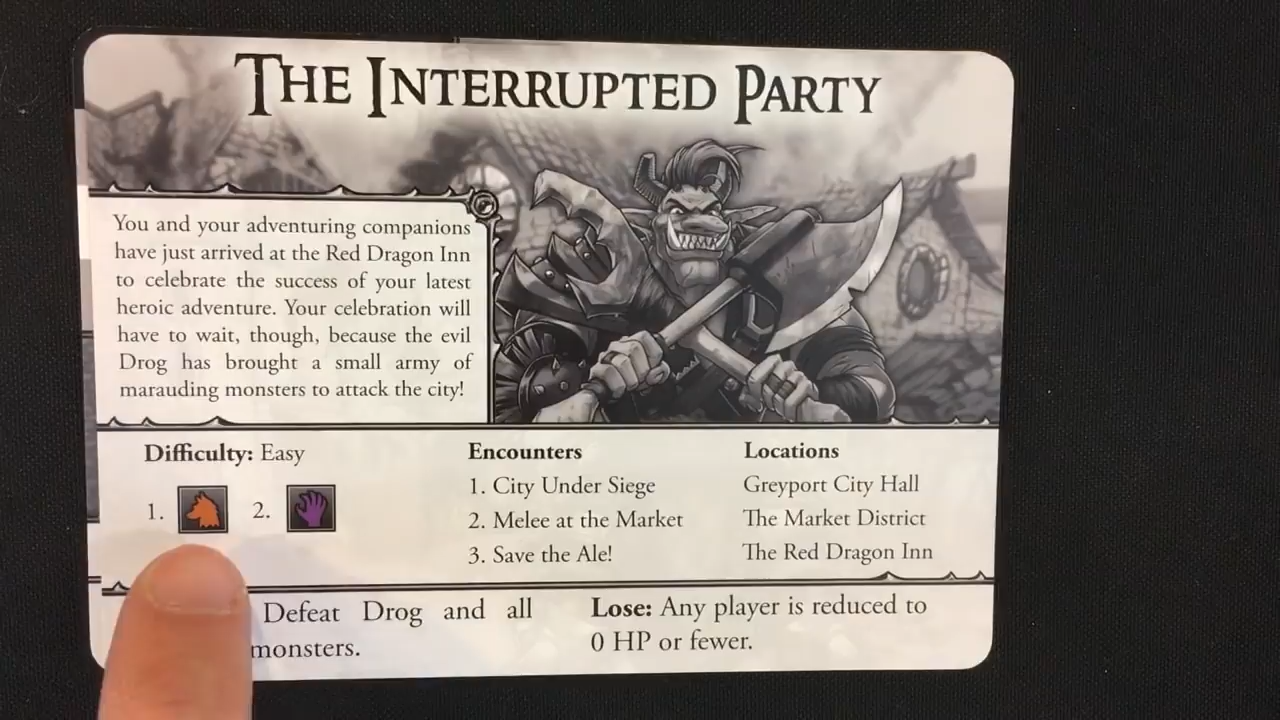 THE INTERRUPTED PARTY
You and your adventuring companions
have just arrived at the Red Dragon Inn
to celebrate the success of your latest
heroic adventure. Your celebration will
have to wait, though, because the evil
Drog has brought a small army of
marauding monsters to attack the city!
Difficulty: Easy
1. 2.
Encounters
1. City Under Siege
2. Melee at the Market
3. Save the Ale!
Locations
Greyport City Hall
The Market District
The Red Dragon Inn
Defeat Drog and all
monsters.
Lose: Any player is reduced to
0 HP or fewer.